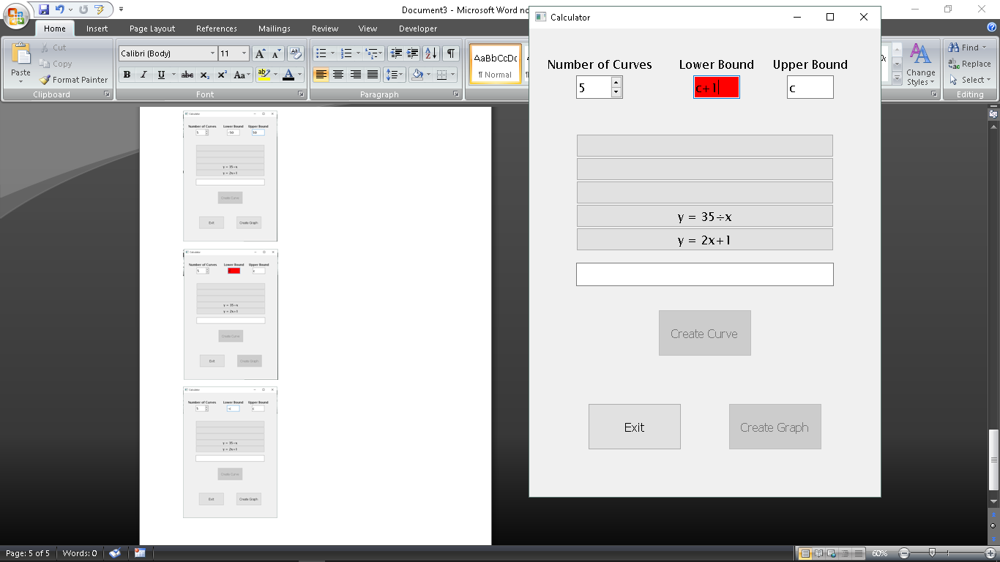 Document3 - Microsoft Word no
Home Insert Page Layout References Mailings Review View Developer
Paste
Cut
Copy
Format Painter
Clipboard
Calibri (Body) 11
B I U abc X₂ X² Aa A
Font
Paragraph
AaBbCcDc
¶ Normal
Change
Styles
Find
Replace
Select
Editing
Calculator
Number of Curves Lower Bound Upper Bound
5 -50 50
y = 35÷x
y = 2x+1
Create Curve
Exit Create Graph
Calculator
Number of Curves Lower Bound Upper Bound
5 c
y = 35÷x
y = 2x+1
Create Curve
Exit Create Graph
Calculator
Number of Curves Lower Bound Upper Bound
5 -c c
y = 35÷x
y = 2x+1
Create Curve
Exit Create Graph
Calculator
Number of Curves Lower Bound Upper Bound
5 c+1 c
y = 35÷x
y = 2x+1
Create Curve
Exit Create Graph
Page: 5 of 5 Words: 0 60%